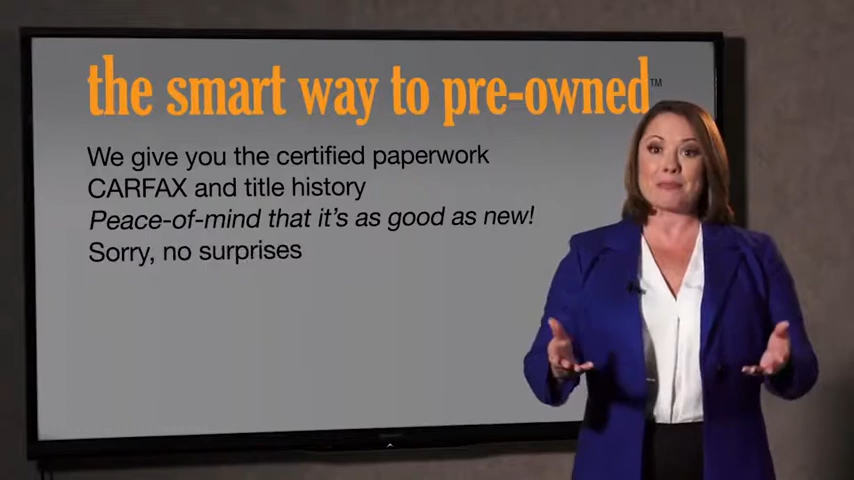 the smart way to pre-owned™
We give you the certified paperwork
CARFAX and title history
Peace-of-mind that it's as good as new!
Sorry, no surprises